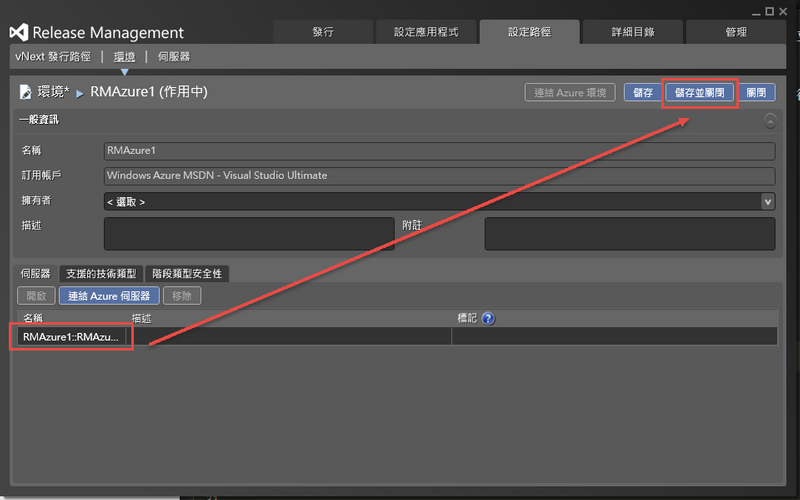 Release Management
發行 設定應用程式 設定路徑 詳細目錄 管理
vNext 發行路徑 | 環境 | 伺服器
環境* ▶ RMAzure1 (作用中) 連結 Azure 環境 儲存 儲存並關閉 關閉
一般資訊
名稱 RMAzure1
訂用帳戶 Windows Azure MSDN - Visual Studio Ultimate
擁有者 < 選取 >
描述 附註
伺服器 支援的技術類型 階段類型安全性
開啟 連結 Azure 伺服器 移除
名稱 描述 標記 ?
RMAzure1::RMAzu...